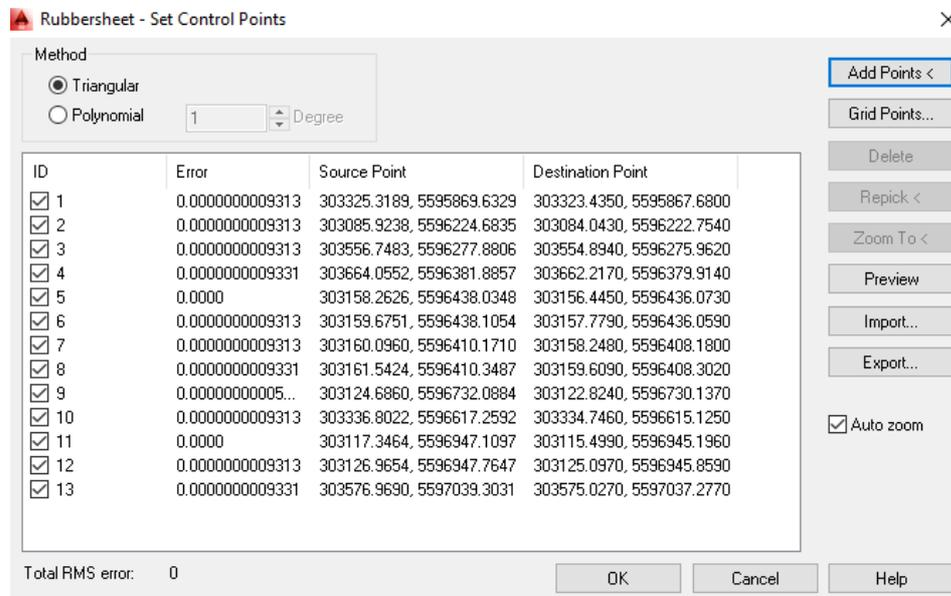 Rubbersheet - Set Control Points
Method
Triangular
Polynomial 1 Degree
Add Points <
Grid Points...
Delete
Repick <
Zoom To <
Preview
Import...
Export...
Auto zoom
ID Error Source Point Destination Point
1 0.0000000009313 303325.3189, 5595869.6329 303323.4350, 5595867.6800
2 0.0000000009313 303085.9238, 5596224.6835 303084.0430, 5596222.7540
3 0.0000000009313 303556.7483, 5596277.8806 303554.8940, 5596275.9620
4 0.0000000009331 303664.0552, 5596381.8857 303662.2170, 5596379.9140
5 0.0000 303158.2626, 5596438.0348 303156.4450, 5596436.0730
6 0.0000000009313 303159.6751, 5596438.1054 303157.7790, 5596436.0590
7 0.0000000009313 303160.0960, 5596410.1710 303158.2480, 5596408.1800
8 0.0000000009331 303161.5424, 5596410.3487 303159.6090, 5596408.3020
9 0.00000000005... 303124.6860, 5596732.0884 303122.8240, 5596730.1370
10 0.0000000009313 303336.8022, 5596617.2592 303334.7460, 5596615.1250
11 0.0000 303117.3464, 5596947.1097 303115.4990, 5596945.1960
12 0.0000000009313 303126.9654, 5596947.7647 303125.0970, 5596945.8590
13 0.0000000009331 303576.9690, 5597039.3031 303575.0270, 5597037.2770
Total RMS error: 0
OK Cancel Help